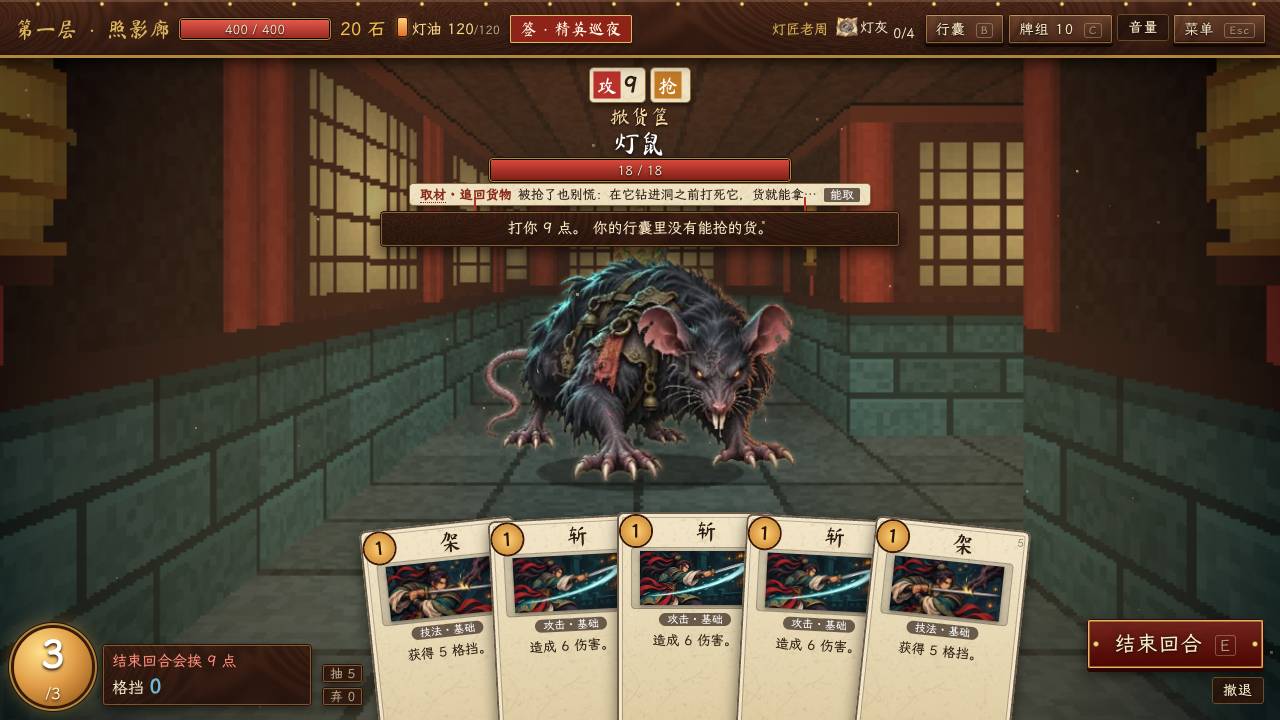 第一层 · 照影廊
400 / 400
20 石
灯油 120/120
签 · 精英巡夜
灯匠老周
灯灰 0/4
行囊 B
牌组 10 C
音量
菜单 Esc
攻 9 抢
掀货筐
灯鼠
18 / 18
取材 · 追回货物 被抢了也别慌：在它钻进洞之前打死它，货就能拿… 能取
打你 9 点。 你的行囊里没有能抢的货。
1 架
技法 · 基础
获得 5 格挡。
1 斩
攻击 · 基础
造成 6 伤害。
1 斩
攻击 · 基础
造成 6 伤害。
1 斩
攻击 · 基础
造成 6 伤害。
1 架 5
技法 · 基础
获得 5 格挡。
3
/3
结束回合会挨 9 点
格挡 0
抽 5
弃 0
结束回合 E
撤退